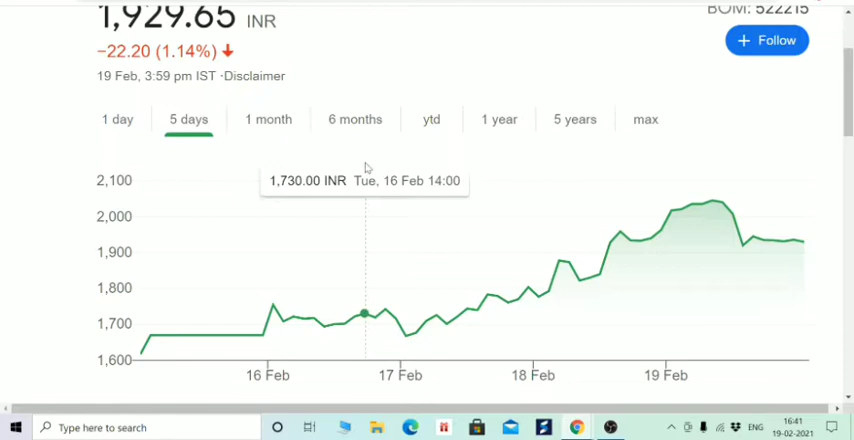 1,929.65 INR
BOM: 522215
−22.20 (1.14%) ↓
+ Follow
19 Feb, 3:59 pm IST ·Disclaimer
1 day 5 days 1 month 6 months ytd 1 year 5 years max
1,730.00 INR Tue, 16 Feb 14:00
2,100
2,000
1,900
1,800
1,700
1,600
16 Feb 17 Feb 18 Feb 19 Feb
Type here to search
ENG
16:41
19-02-2021